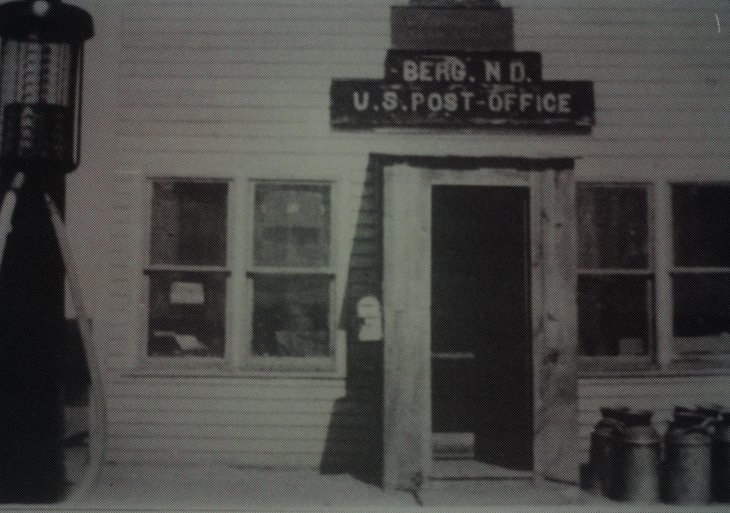 BERG, N D.
U.S. POST-OFFICE